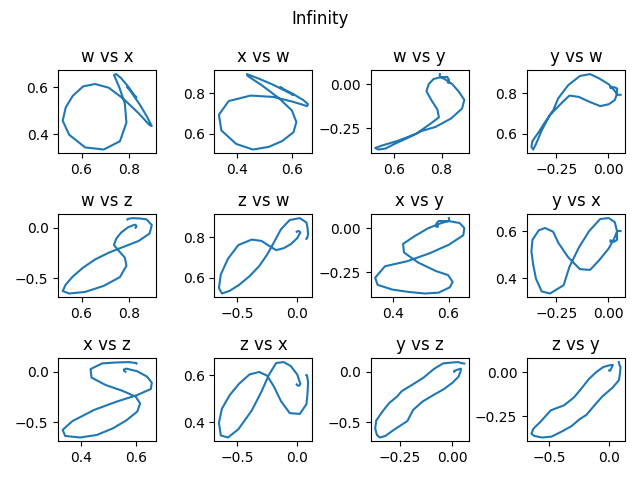 Infinity
w vs x
x vs w
w vs y
y vs w
0.6
0.4
0.6 0.8
0.8
0.6
0.4 0.6
0.00
−0.25
0.6 0.8
0.8
0.6
−0.25 0.00
w vs z
z vs w
x vs y
y vs x
0.0
−0.5
0.6 0.8
0.8
0.6
−0.5 0.0
0.00
−0.25
0.4 0.6
0.6
0.4
−0.25 0.00
x vs z
z vs x
y vs z
z vs y
0.0
−0.5
0.4 0.6
0.6
0.4
−0.5 0.0
0.0
−0.5
−0.25 0.00
0.00
−0.25
−0.5 0.0